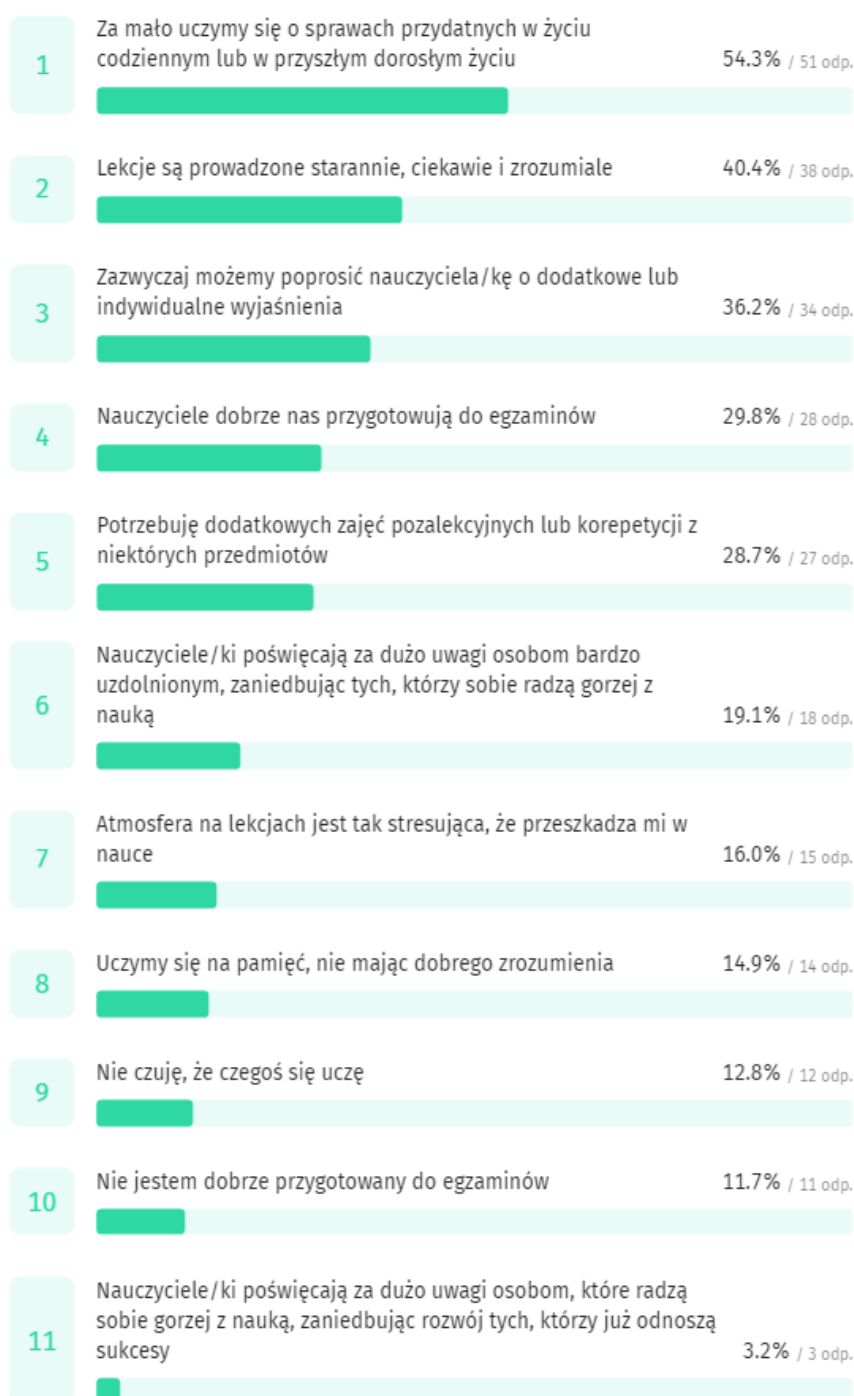 1
Za mało uczymy się o sprawach przydatnych w życiu
codziennym lub w przyszłym dorosłym życiu 54.3% / 51 odp.
2
Lekcje są prowadzone starannie, ciekawie i zrozumiale 40.4% / 38 odp.
3
Zazwyczaj możemy poprosić nauczyciela/kę o dodatkowe lub
indywidualne wyjaśnienia 36.2% / 34 odp.
4
Nauczyciele dobrze nas przygotowują do egzaminów 29.8% / 28 odp.
5
Potrzebuję dodatkowych zajęć pozalekcyjnych lub korepetycji z
niektórych przedmiotów 28.7% / 27 odp.
6
Nauczyciele/ki poświęcają za dużo uwagi osobom bardzo
uzdolnionym, zaniedbując tych, którzy sobie radzą gorzej z
nauką 19.1% / 18 odp.
7
Atmosfera na lekcjach jest tak stresująca, że przeszkadza mi w
nauce 16.0% / 15 odp.
8
Uczymy się na pamięć, nie mając dobrego zrozumienia 14.9% / 14 odp.
9
Nie czuję, że czegoś się uczę 12.8% / 12 odp.
10
Nie jestem dobrze przygotowany do egzaminów 11.7% / 11 odp.
11
Nauczyciele/ki poświęcają za dużo uwagi osobom, które radzą
sobie gorzej z nauką, zaniedbując rozwój tych, którzy już odnoszą
sukcesy 3.2% / 3 odp.